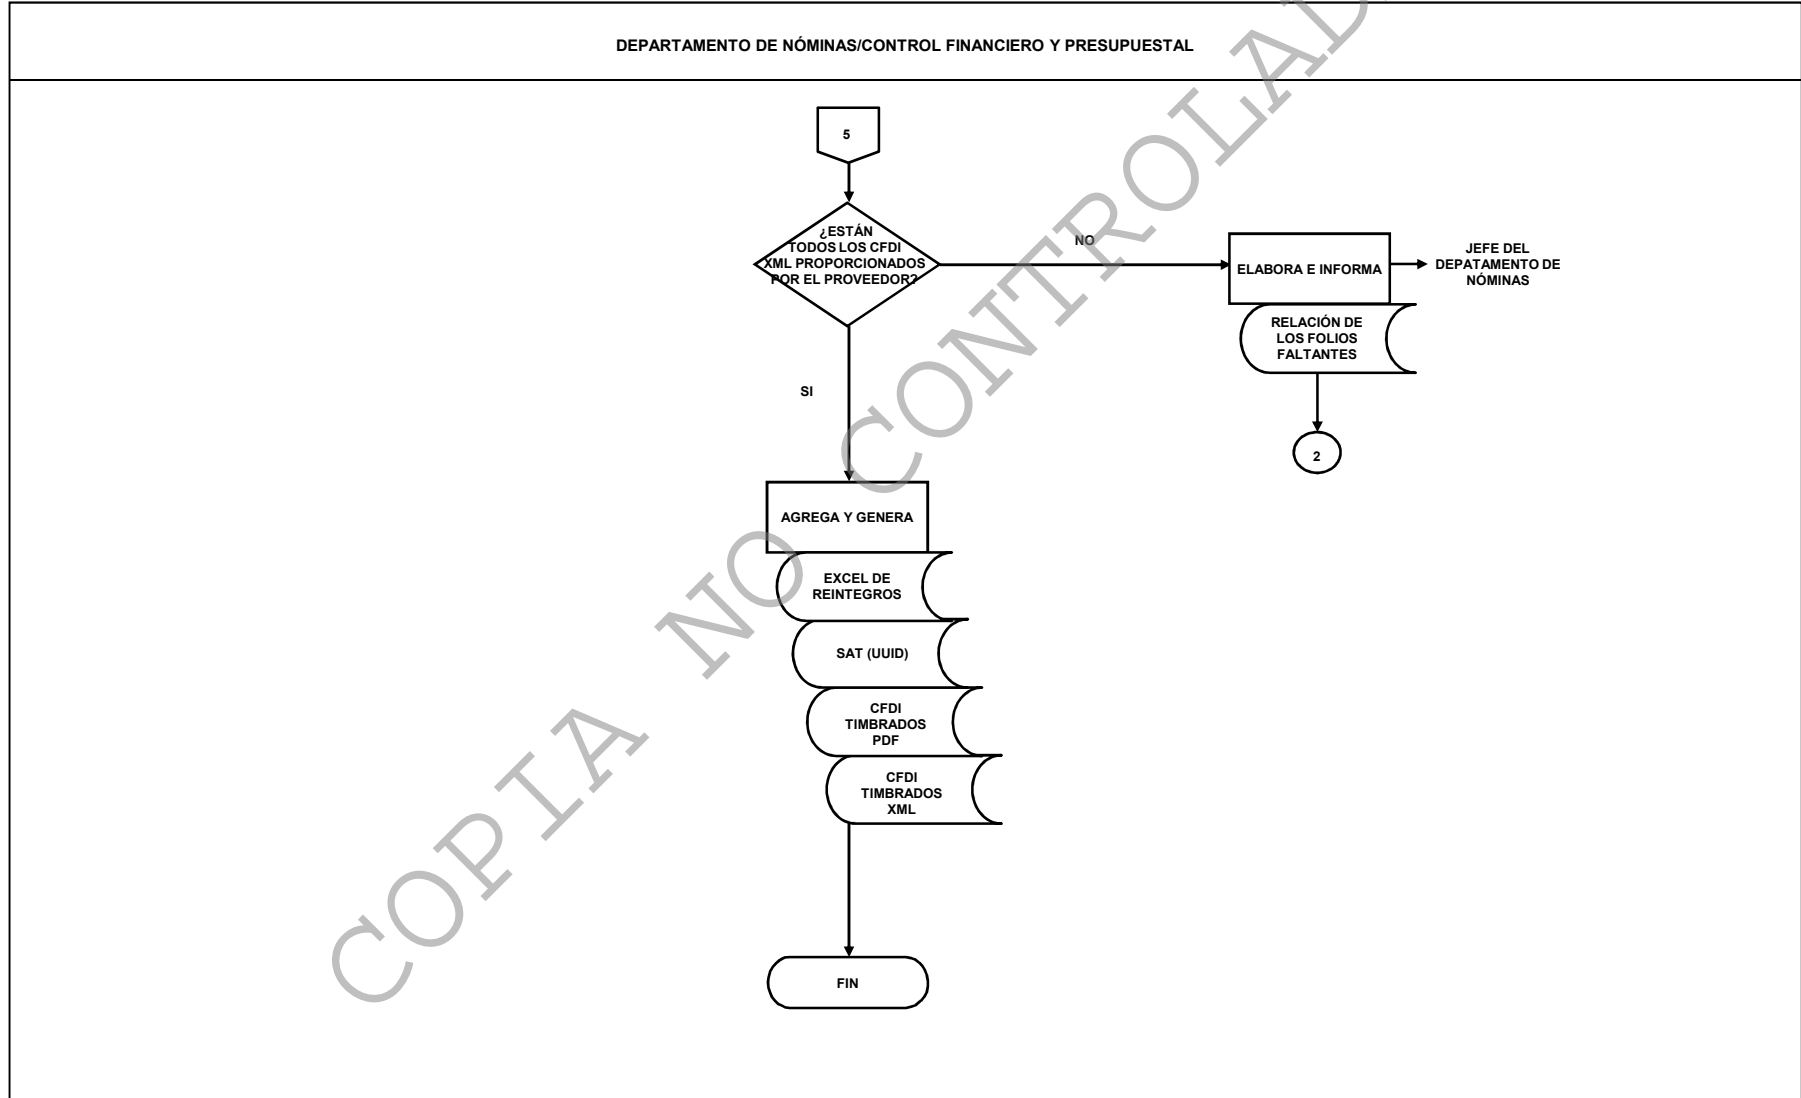 DEPARTAMENTO DE NÓMINAS/CONTROL FINANCIERO Y PRESUPUESTAL
5
¿ESTÁN
TODOS LOS CFDI
XML PROPORCIONADOS
POR EL PROVEEDOR?
NO
ELABORA E INFORMA
JEFE DEL
DEPATAMENTO DE
NÓMINAS
RELACIÓN DE
LOS FOLIOS
FALTANTES
2
SI
AGREGA Y GENERA
EXCEL DE
REINTEGROS
SAT (UUID)
CFDI
TIMBRADOS
PDF
CFDI
TIMBRADOS
XML
FIN
COPIA NO CONTROLAD